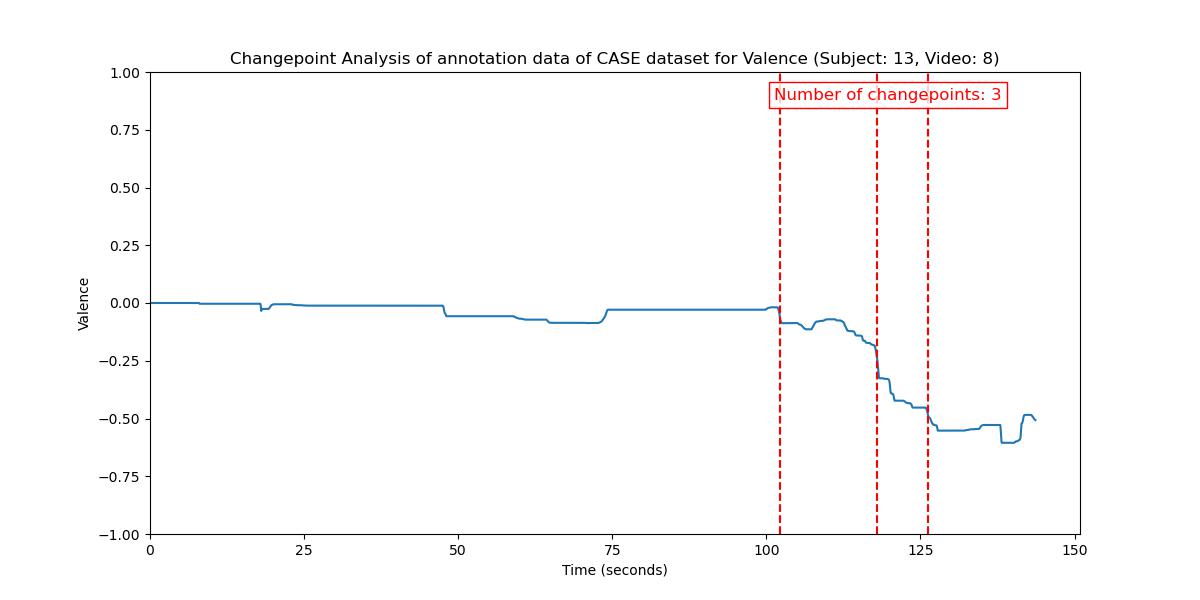 Changepoint Analysis of annotation data of CASE dataset for Valence (Subject: 13, Video: 8)
Number of changepoints: 3
1.00
0.75
0.50
0.25
0.00
−0.25
−0.50
−0.75
−1.00
Valence
0 25 50 75 100 125 150
Time (seconds)